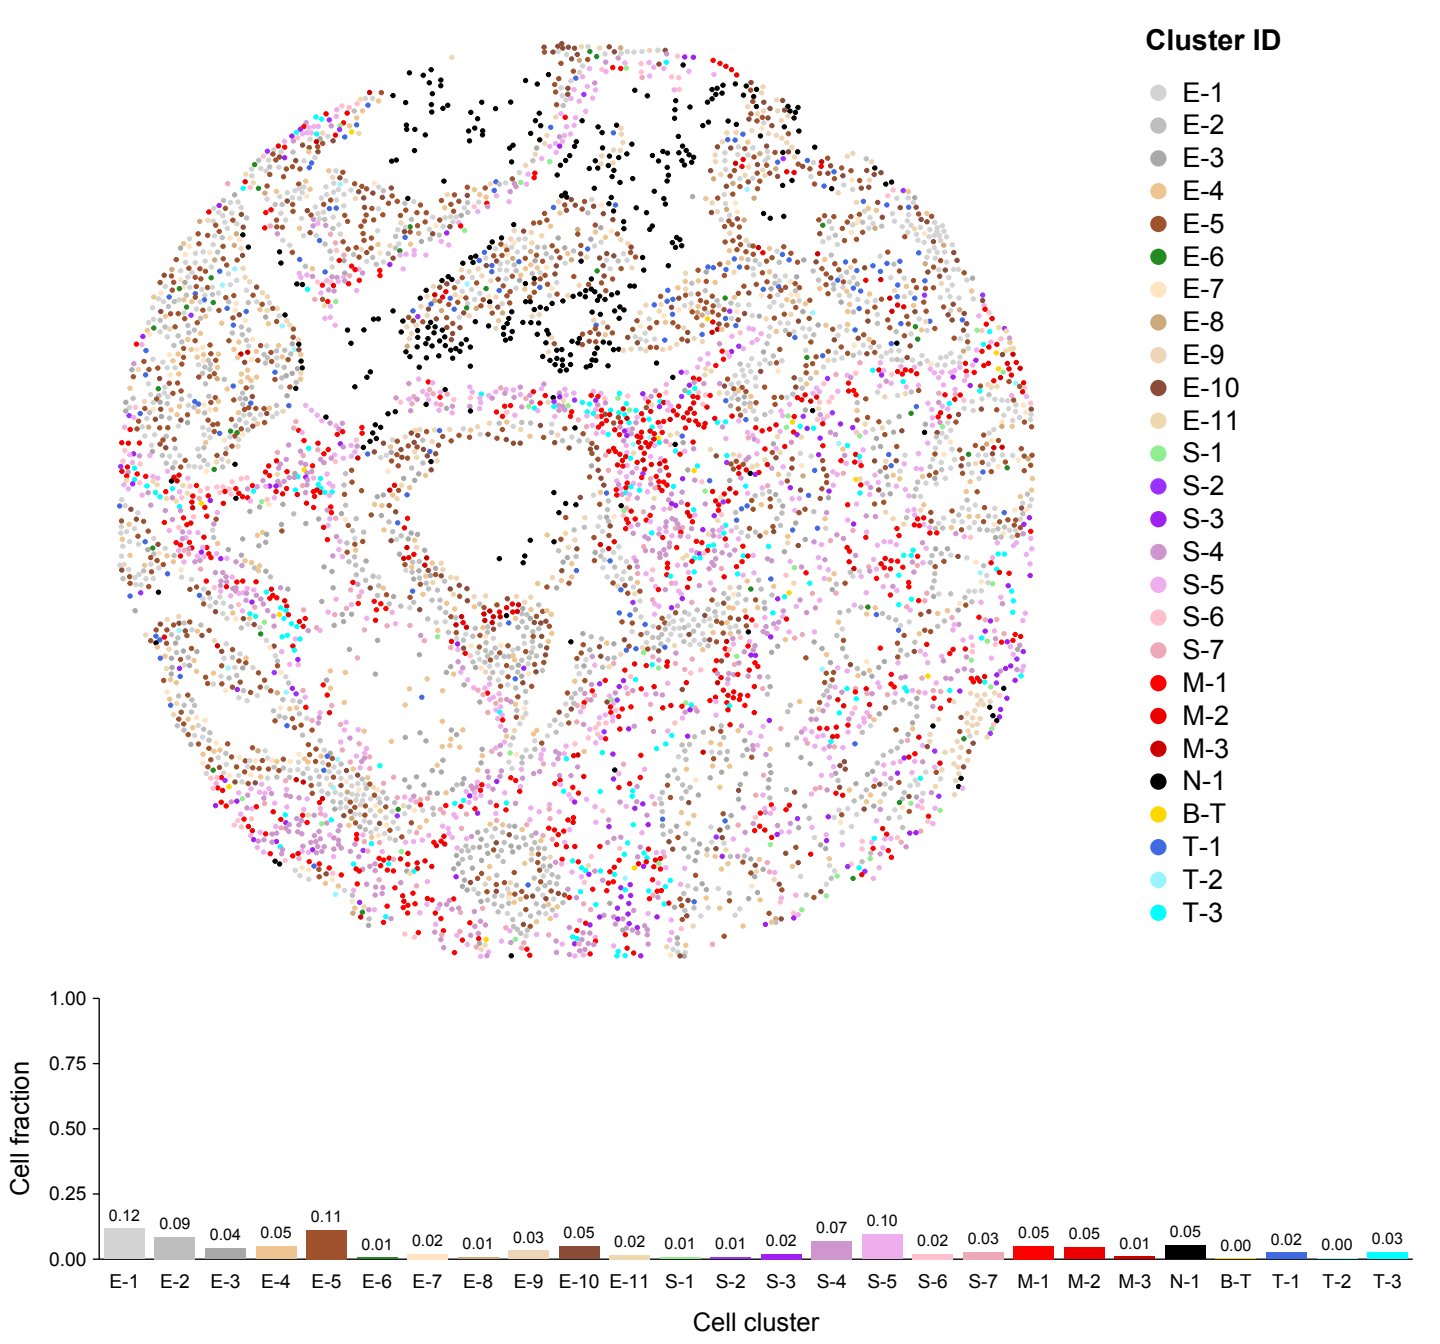 Cluster ID
E-1
E-2
E-3
E-4
E-5
E-6
E-7
E-8
E-9
E-10
E-11
S-1
S-2
S-3
S-4
S-5
S-6
S-7
M-1
M-2
M-3
N-1
B-T
T-1
T-2
T-3
1.00
0.75
0.50
0.25
0.00
Cell fraction
0.12 0.09 0.04 0.05 0.11 0.01 0.02 0.01 0.03 0.05 0.02 0.01 0.01 0.02 0.07 0.10 0.02 0.03 0.05 0.05 0.01 0.05 0.00 0.02 0.00 0.03
E-1 E-2 E-3 E-4 E-5 E-6 E-7 E-8 E-9 E-10 E-11 S-1 S-2 S-3 S-4 S-5 S-6 S-7 M-1 M-2 M-3 N-1 B-T T-1 T-2 T-3
Cell cluster